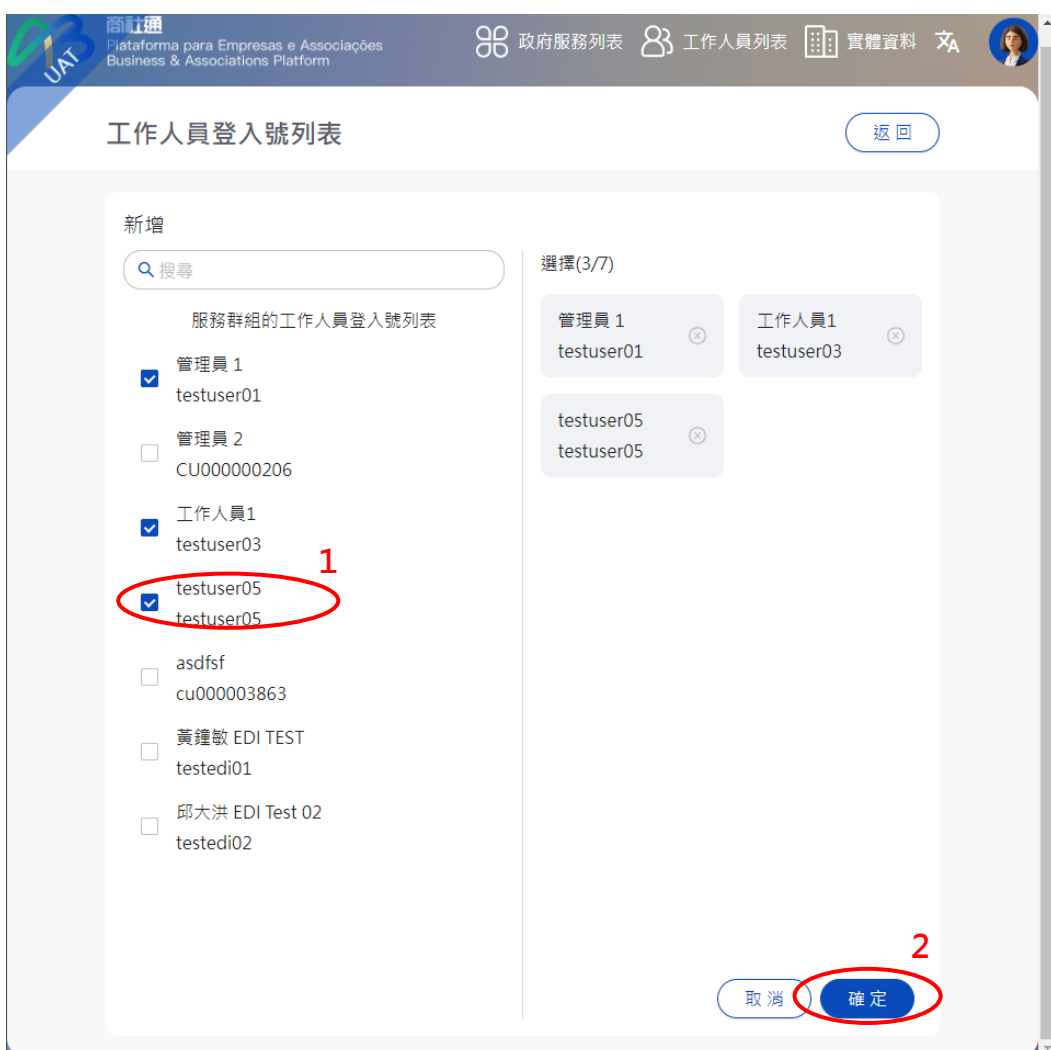 商社通
Plataforma para Empresas e Associações
Business & Associations Platform
UAT
政府服務列表
工作人員列表
實體資料
文A
工作人員登入號列表
返回
新增
搜尋
服務群組的工作人員登入號列表
管理員 1
testuser01
管理員 2
CU000000206
工作人員1
testuser03
1
testuser05
testuser05
asdfsf
cu000003863
黃鐘敏 EDI TEST
testedi01
邱大洪 EDI Test 02
testedi02
選擇(3/7)
管理員 1
testuser01
工作人員1
testuser03
testuser05
testuser05
2
取消
確定